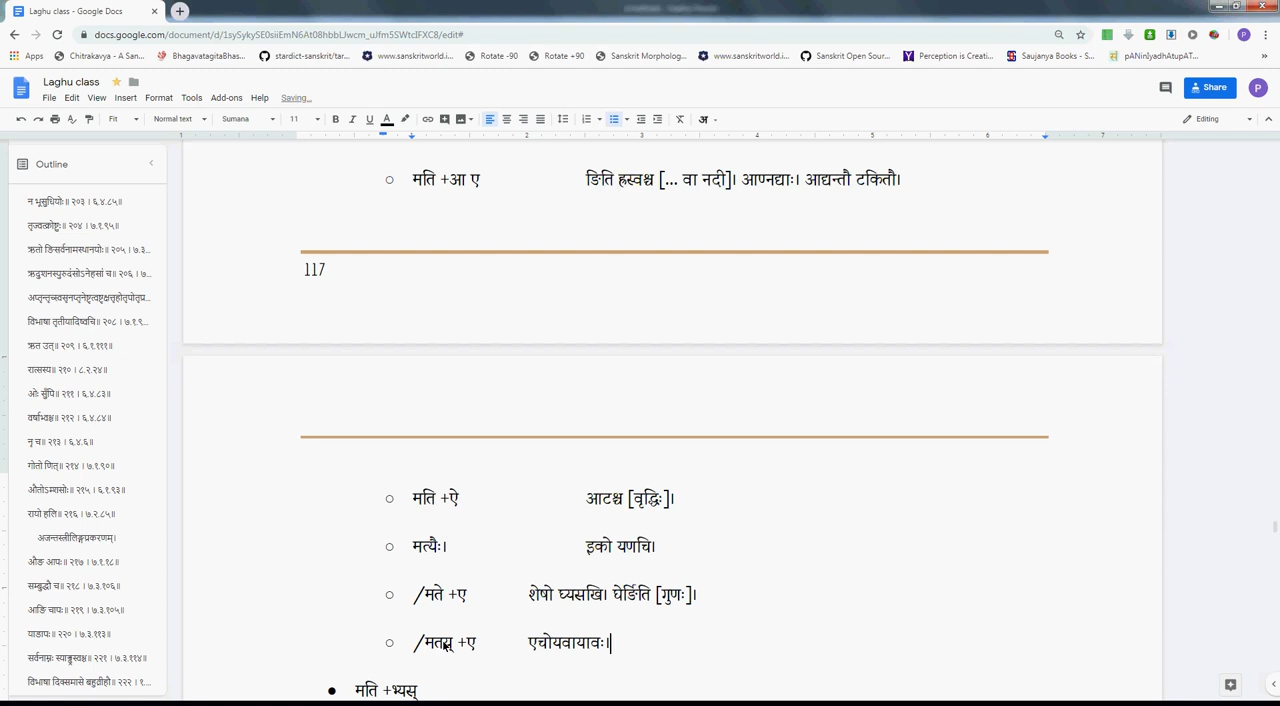 Laghu class - Google Docs
docs.google.com/document/d/1sySykySE0siiEmN6At08hbbLlwcm_uJfm5SWtcIFXC8/edit#
Apps Chitrakavya - A San... BhagavatagitaBhas... stardict-sanskrit/tar... www.sanskritworld.i... Rotate -90 Rotate +90 Sanskrit Morpholog... www.sanskritworld.i... Sanskrit Open Sour... Perception is Creati... Saujanya Books - S... pANinIyadhAtupAT...
Laghu class
File Edit View Insert Format Tools Add-ons Help Saving...
Share P
Fit Normal text Sumana 11 B I U A अ Editing
Outline
न भूसुधियोः॥ २०३ । ६.४.८५॥
तृज्वत्क्रोष्टुः॥ २०४ । ७.१.९५॥
ऋतो ङिसर्वनामस्थानयोः॥ २०५ । ७.३...
ऋदुशनस्पुरुदंसोऽनेहसां च॥ २०६ । ७...
विभाषा तृतीयादिष्वचि॥ २०८ । ७.१.९...
ऋत उत्॥ २०९ । ६.१.१११॥
रात्सस्य॥ २१० । ८.२.२४॥
ओः सुँपि॥ २११ । ६.४.८३॥
वर्षाभ्वश्च॥ २१२ । ६.४.८४॥
नृ च॥ २१३ । ६.४.६॥
गोतो णित्॥ २१४ । ७.१.९०॥
औतोऽम्शसोः॥ २१५ । ६.१.९३॥
रायो हलि॥ २१६ । ७.२.८५॥
अजन्तस्त्रीलिङ्गप्रकरणम्।
औङ आपः॥ २१७ । ७.१.१८॥
सम्बुद्धौ च॥ २१८ । ७.३.१०६॥
आङि चापः॥ २१९ । ७.३.१०५॥
याडापः॥ २२० । ७.३.११३॥
सर्वनाम्नः स्याड्ढ्रस्वश्च॥ २२१ । ७.३.११४॥
विभाषा दिक्समासे बहुव्रीहौ॥ २२२ । १....
मति +आ ए ङिति ह्रस्वश्च [... वा नदी]। आण्नद्याः। आद्यन्तौ टकितौ।
117
मति +ऐ आटश्च [वृद्धिः]।
मत्यैः। इको यणचि।
/मते +ए शेषो घ्यसखि। घेर्ङिति [गुणः]।
/मतय् +ए एचोयवायावः।
मति +भ्यस्